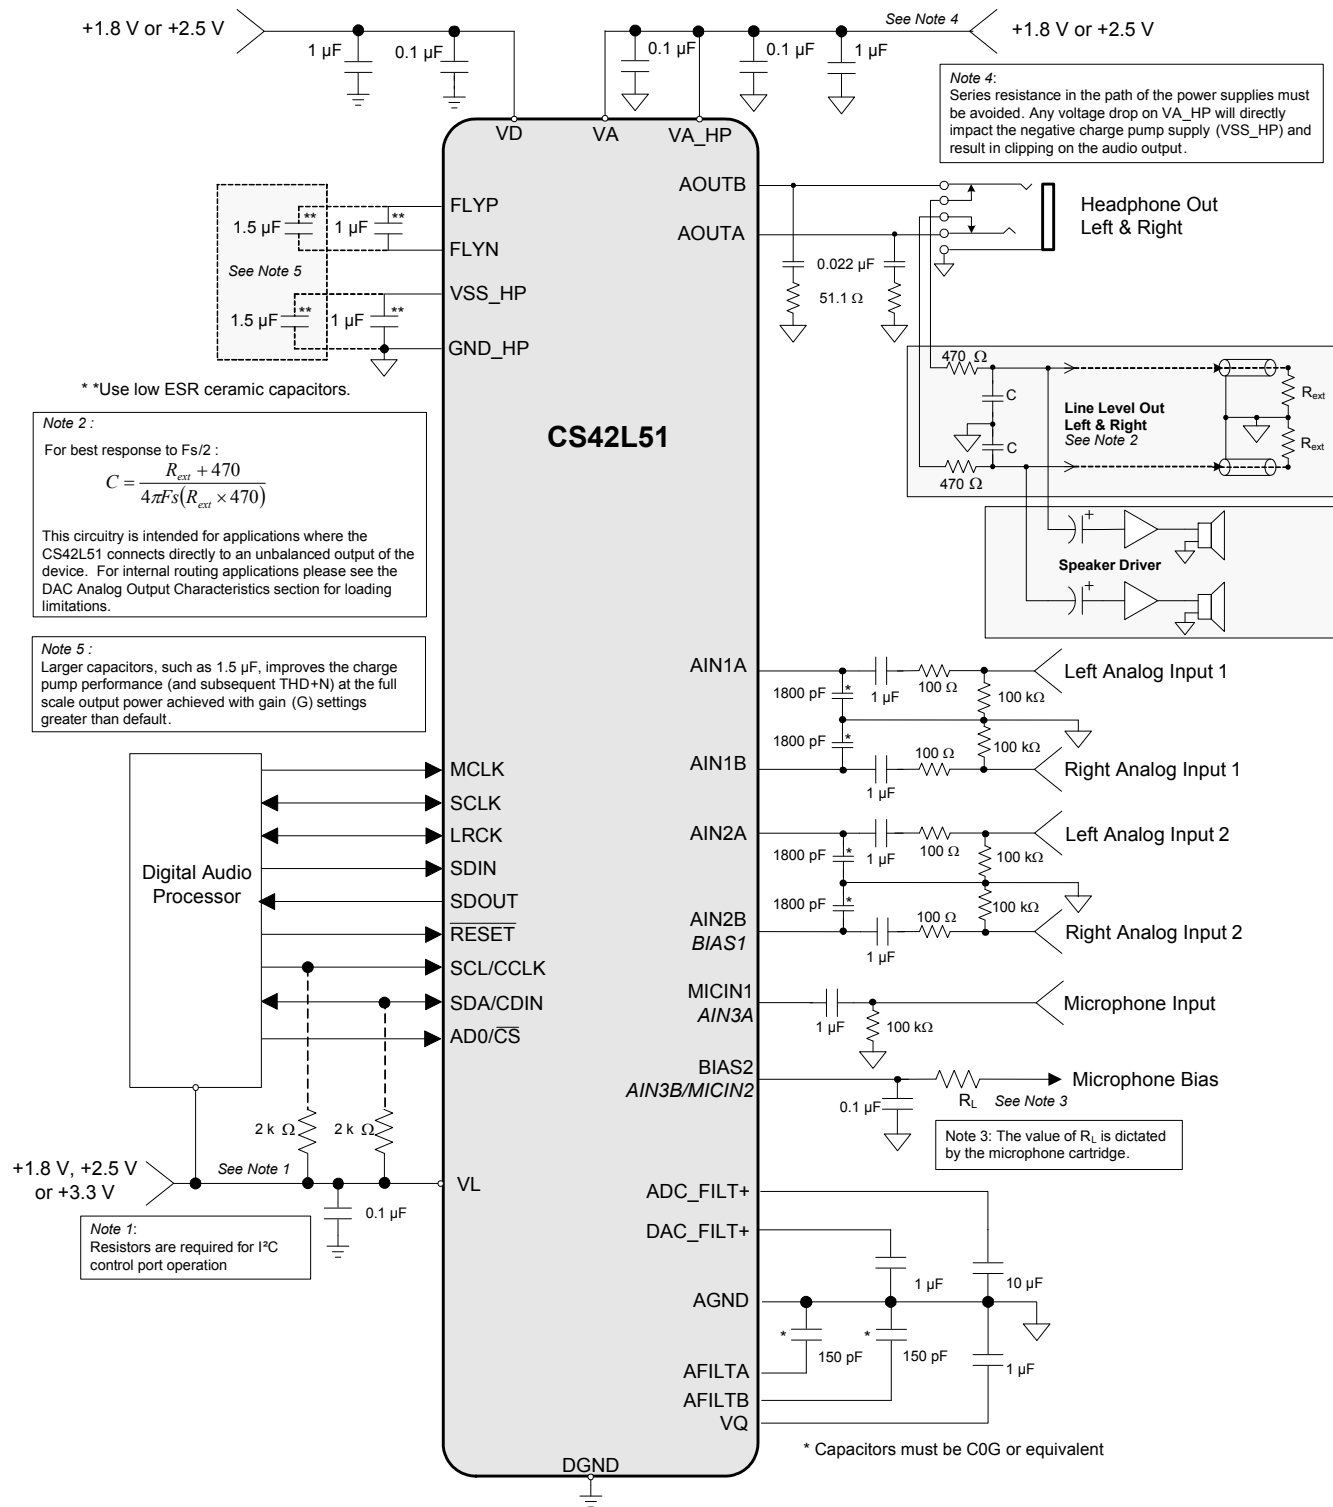 +1.8 V or +2.5 V
1 µF
0.1 µF
0.1 µF
0.1 µF
1 µF
See Note 4
+1.8 V or +2.5 V
Note 4:
Series resistance in the path of the power supplies must
be avoided. Any voltage drop on VA_HP will directly
impact the negative charge pump supply (VSS_HP) and
result in clipping on the audio output.
VD
VA
VA_HP
FLYP
FLYN
VSS_HP
GND_HP
1.5 µF
**
1 µF
**
See Note 5
1.5 µF
**
1 µF
**
* *Use low ESR ceramic capacitors.
AOUTB
AOUTA
Headphone Out
Left & Right
0.022 µF
51.1 Ω
470 Ω
C
C
470 Ω
Line Level Out
Left & Right
See Note 2
Rext
Rext
Speaker Driver
+
+
CS42L51
Note 2 :
For best response to Fs/2 :
C = (Rext + 470) / (4πFs(Rext × 470))
This circuitry is intended for applications where the
CS42L51 connects directly to an unbalanced output of the
device. For internal routing applications please see the
DAC Analog Output Characteristics section for loading
limitations.
Note 5 :
Larger capacitors, such as 1.5 µF, improves the charge
pump performance (and subsequent THD+N) at the full
scale output power achieved with gain (G) settings
greater than default.
Digital Audio
Processor
MCLK
SCLK
LRCK
SDIN
SDOUT
RESET
SCL/CCLK
SDA/CDIN
AD0/CS
2 k Ω
2 k Ω
+1.8 V, +2.5 V
or +3.3 V
See Note 1
VL
0.1 µF
Note 1:
Resistors are required for I²C
control port operation
AIN1A
1800 pF
*
1 µF
100 Ω
100 kΩ
Left Analog Input 1
AIN1B
1800 pF
*
1 µF
100 Ω
100 kΩ
Right Analog Input 1
AIN2A
1800 pF
*
1 µF
100 Ω
100 kΩ
Left Analog Input 2
AIN2B
BIAS1
1800 pF
*
1 µF
100 Ω
100 kΩ
Right Analog Input 2
MICIN1
AIN3A
1 µF
100 kΩ
Microphone Input
BIAS2
AIN3B/MICIN2
0.1 µF
RL
See Note 3
Microphone Bias
Note 3: The value of RL is dictated
by the microphone cartridge.
ADC_FILT+
DAC_FILT+
1 µF
10 µF
AGND
*
150 pF
*
150 pF
1 µF
AFILTA
AFILTB
VQ
* Capacitors must be C0G or equivalent
DGND